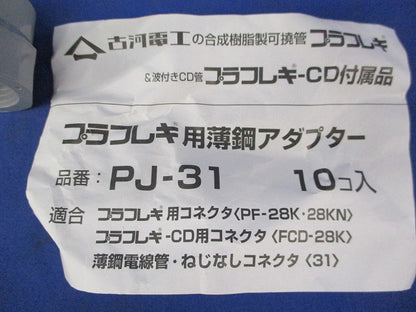 古河電工の合成樹脂製可撓管プラフレキ
&波付きCD管プラフレキ-CD付属品
プラフレキ用薄鋼アダプター
品番：PJ-31 10コ入
適合 プラフレキ用コネクタ〈PF-28K・28KN〉
プラフレキ-CD用コネクタ〈FCD-28K〉
薄鋼電線管・ねじなしコネクタ〈31〉